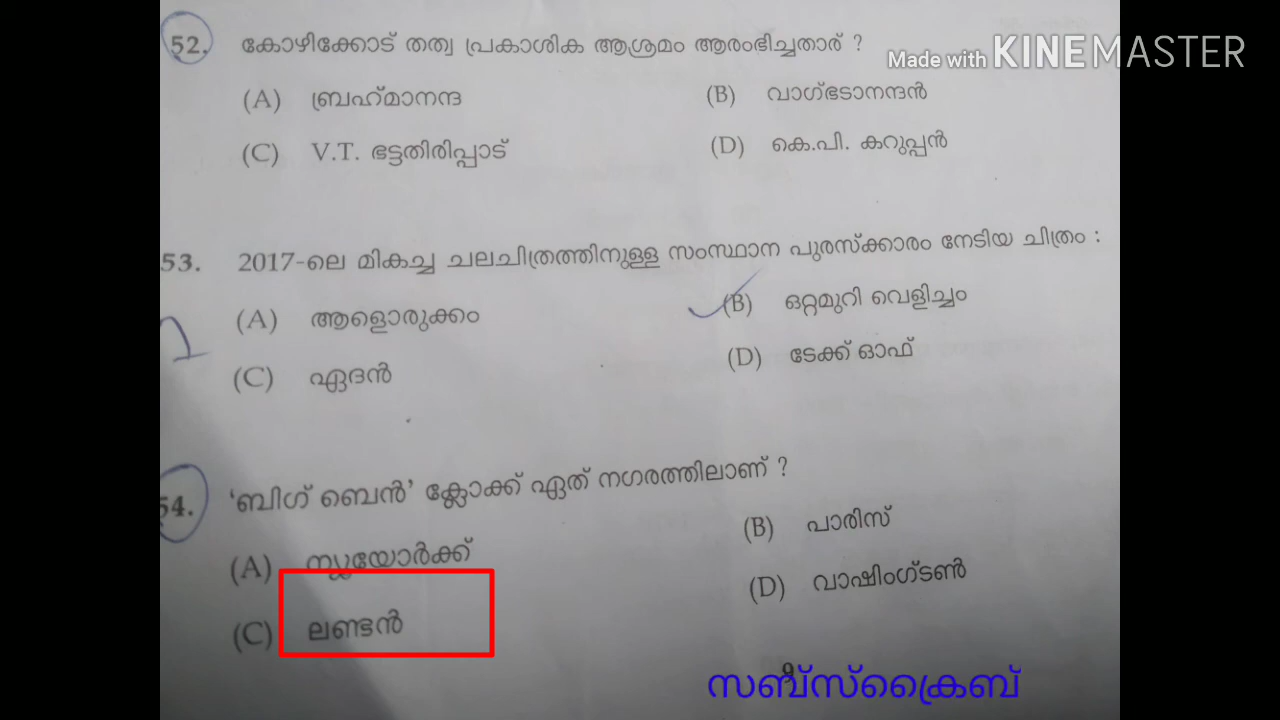 52. കോഴിക്കോട് തത്വ പ്രകാശിക ആശ്രമം ആരംഭിച്ചതാര് ?
Made with KINEMASTER
(A) ബ്രഹ്മാനന്ദ (B) വാഗ്ഭടാനന്ദൻ
(C) V.T. ഭട്ടതിരിപ്പാട് (D) കെ.പി. കറുപ്പൻ
53. 2017-ലെ മികച്ച ചലചിത്രത്തിനുള്ള സംസ്ഥാന പുരസ്ക്കാരം നേടിയ ചിത്രം :
(A) ആളൊരുക്കം (B) ഒറ്റമുറി വെളിച്ചം
(C) ഏദൻ (D) ടേക്ക് ഓഫ്
54. 'ബിഗ് ബെൻ' ക്ലോക്ക് ഏത് നഗരത്തിലാണ് ?
(A) ന്യൂയോർക്ക് (B) പാരിസ്
(C) ലണ്ടൻ (D) വാഷിംഗ്ടൺ
9
സബ്സ്ക്രൈബ്